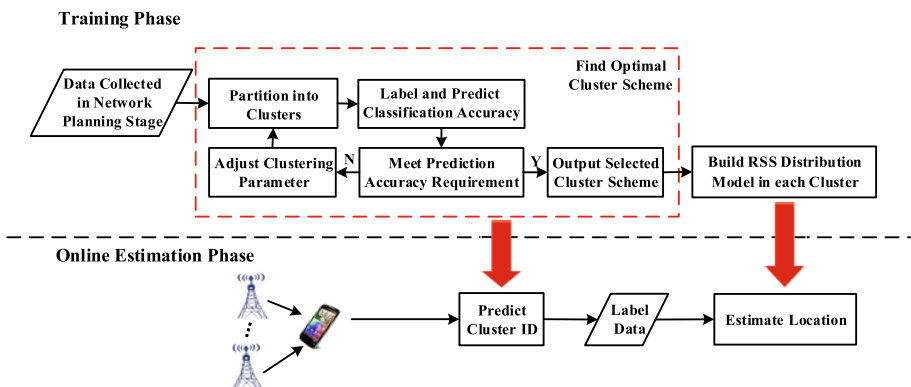 Training Phase
Find Optimal
Cluster Scheme
Data Collected
in Network
Planning Stage
Partition into
Clusters
Label and Predict
Classification Accuracy
Adjust Clustering
Parameter
N
Meet Prediction
Accuracy Requirement
Y
Output Selected
Cluster Scheme
Build RSS Distribution
Model in each Cluster
Online Estimation Phase
Predict
Cluster ID
Label
Data
Estimate Location